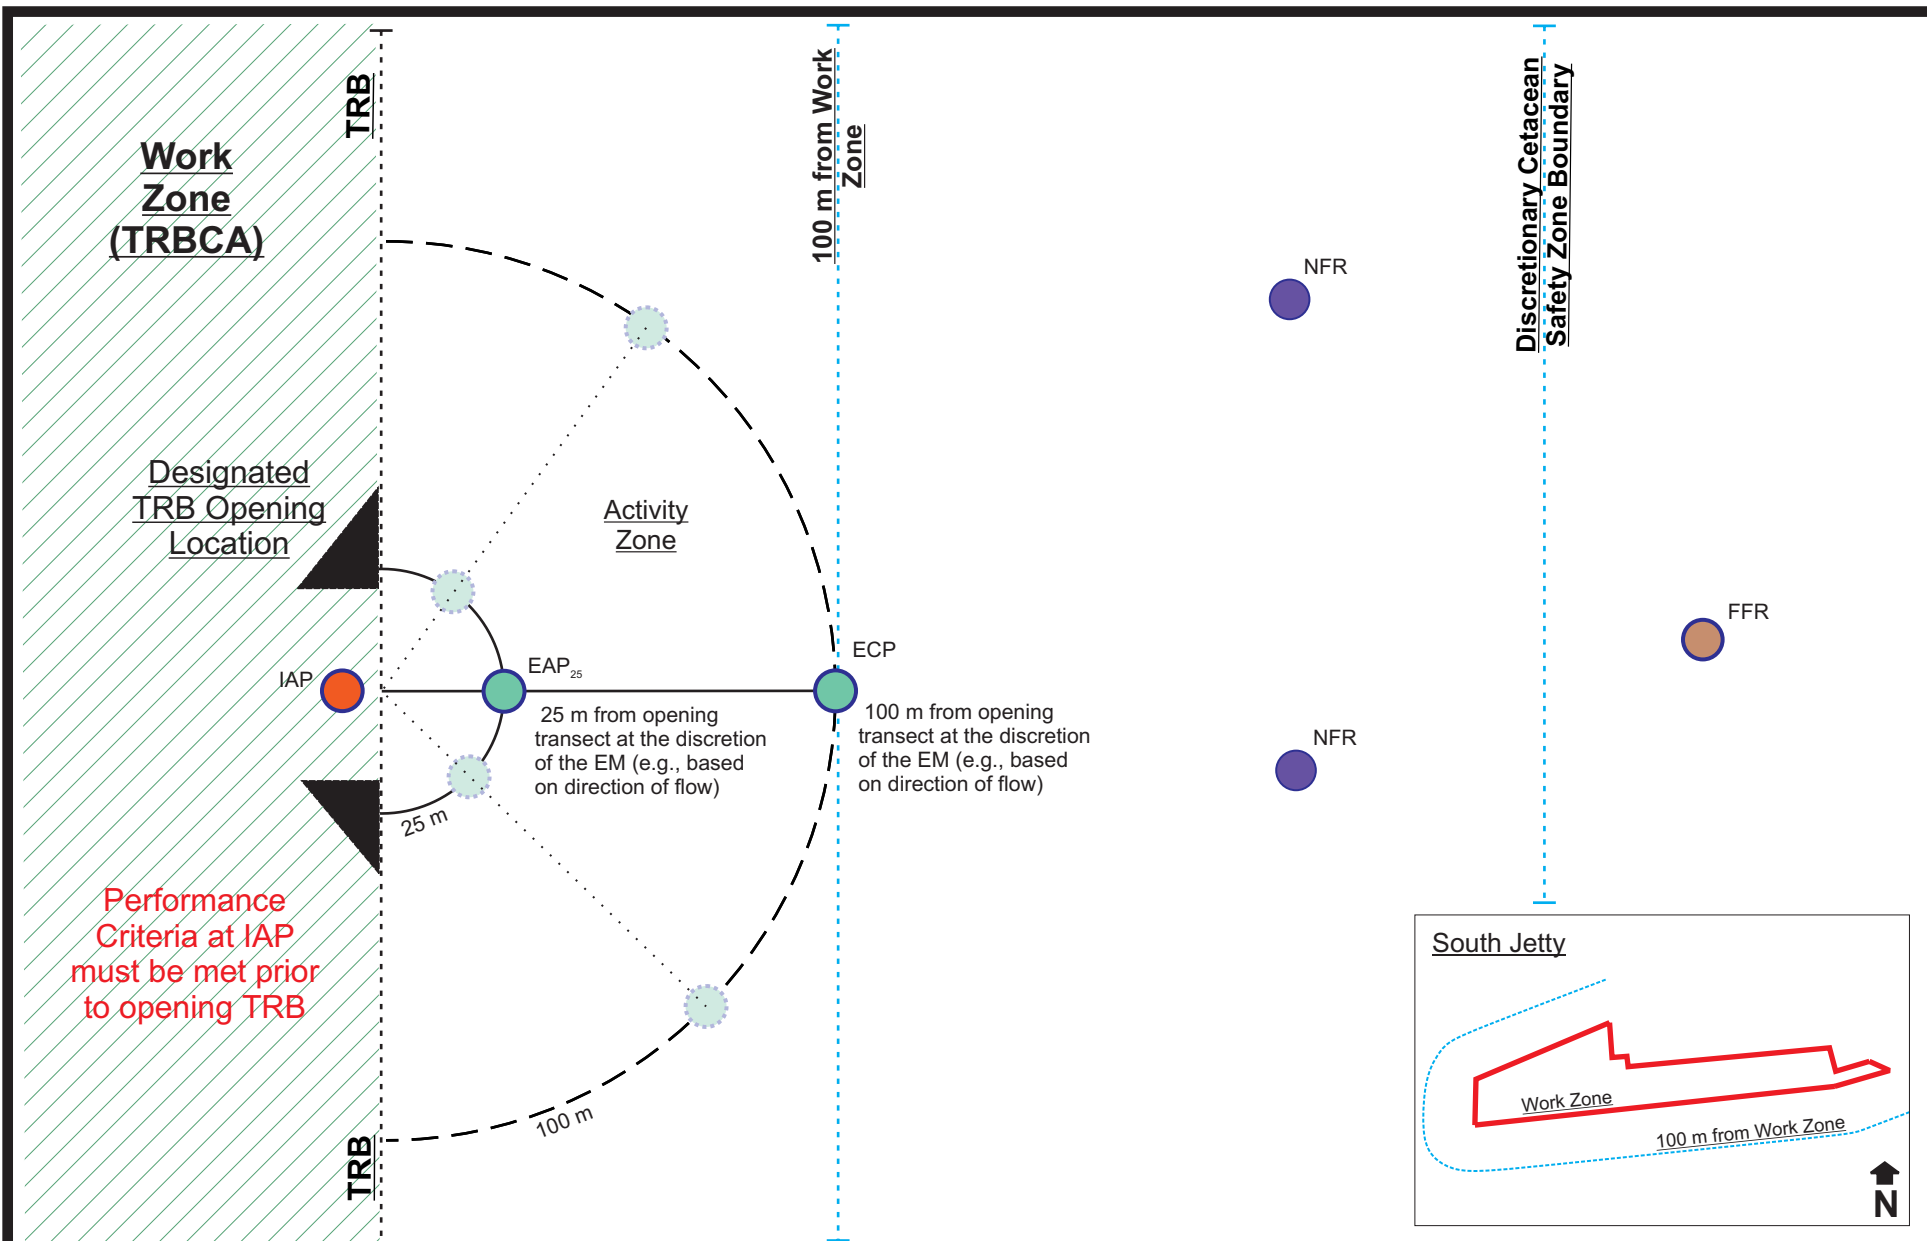 TRB
Work
Zone
(TRBCA)
100 m from Work
Zone
Discretionary Cetacean
Safety Zone Boundary
NFR
Designated
TRB Opening
Location
Activity
Zone
FFR
IAP
EAP25
ECP
25 m from opening
transect at the discretion
of the EM (e.g., based
on direction of flow)
100 m from opening
transect at the discretion
of the EM (e.g., based
on direction of flow)
NFR
25 m
Performance
Criteria at IAP
must be met prior
to opening TRB
100 m
TRB
South Jetty
Work Zone
100 m from Work Zone
N